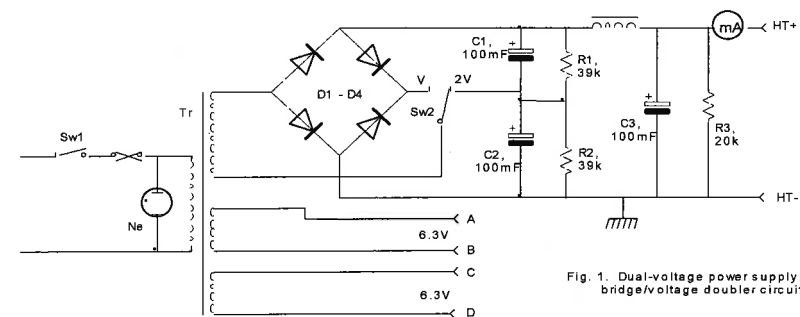 C1,
100mF
+
mA
HT+
R1,
39k
D1 - D4
V
2V
Tr
Sw2
C3,
100mF
+
R3,
20k
Sw1
C2,
100mF
+
R2,
39k
HT-
Ne
A
6.3V
B
C
6.3V
D
Fig. 1. Dual-voltage power supply
bridge/voltage doubler circuit